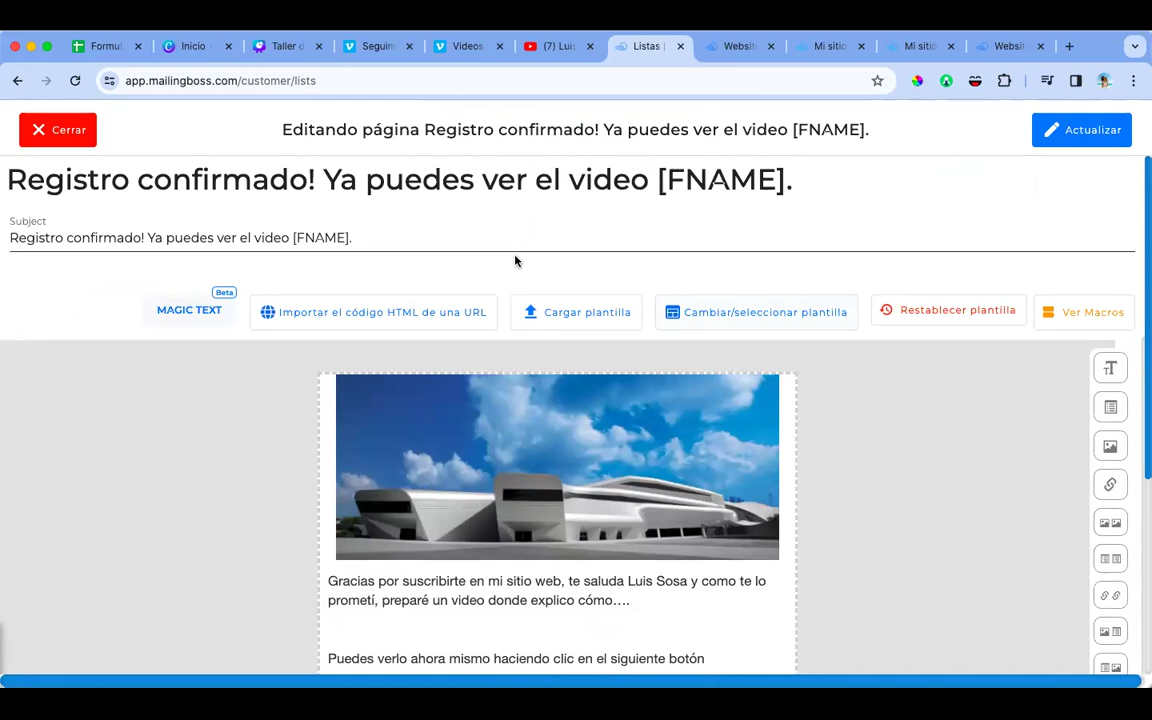 Formul
Inicio
Taller d
Seguim
Videos
(7) Luis
Listas |
Website
Mi sitio
Mi sitio
Website
app.mailingboss.com/customer/lists
Cerrar
Editando página Registro confirmado! Ya puedes ver el video [FNAME].
Actualizar
Registro confirmado! Ya puedes ver el video [FNAME].
Subject
Registro confirmado! Ya puedes ver el video [FNAME].
Beta
MAGIC TEXT
Importar el código HTML de una URL
Cargar plantilla
Cambiar/seleccionar plantilla
Restablecer plantilla
Ver Macros
Gracias por suscribirte en mi sitio web, te saluda Luis Sosa y como te lo
prometí, preparé un video donde explico cómo….
Puedes verlo ahora mismo haciendo clic en el siguiente botón